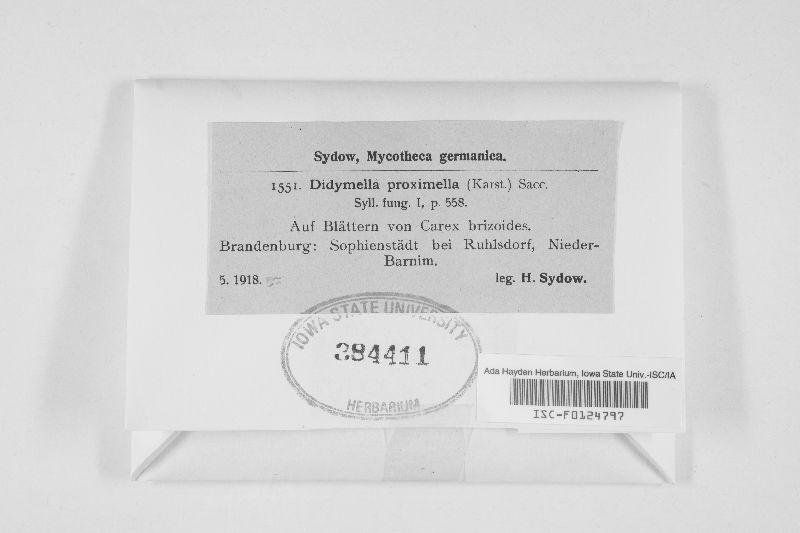 Sydow, Mycotheca germanica.
1551. Didymella proximella (Karst.) Sacc.
Syll. fung. I, p. 558.
Auf Blättern von Carex brizoides.
Brandenburg: Sophienstädt bei Ruhlsdorf, Nieder-
Barnim.
5. 1918.
leg. H. Sydow.
IOWA STATE UNIVERSITY
384411
HERBARIUM
Ada Hayden Herbarium, Iowa State Univ.-ISC/IA
ISC-F0124797